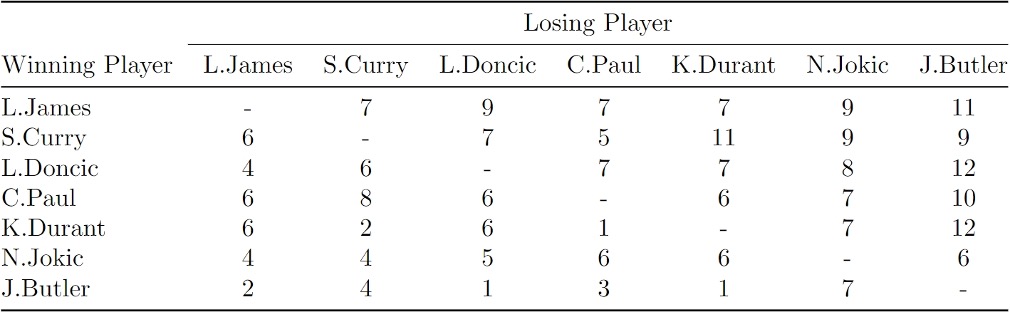 Losing Player
Winning Player L.James S.Curry L.Doncic C.Paul K.Durant N.Jokic J.Butler
L.James - 7 9 7 7 9 11
S.Curry 6 - 7 5 11 9 9
L.Doncic 4 6 - 7 7 8 12
C.Paul 6 8 6 - 6 7 10
K.Durant 6 2 6 1 - 7 12
N.Jokic 4 4 5 6 6 - 6
J.Butler 2 4 1 3 1 7 -